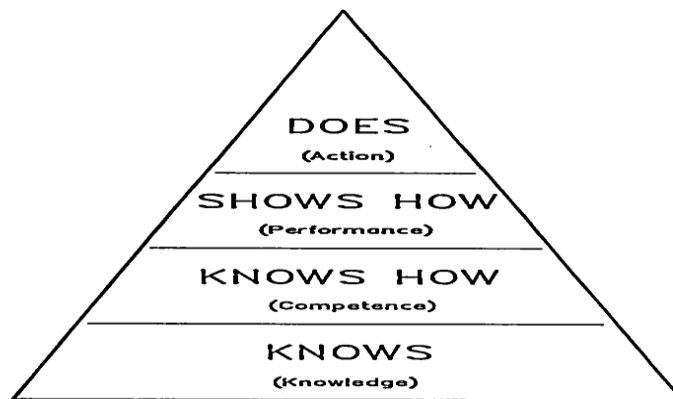 DOES
(Action)
SHOWS HOW
(Performance)
KNOWS HOW
(Competence)
KNOWS
(Knowledge)